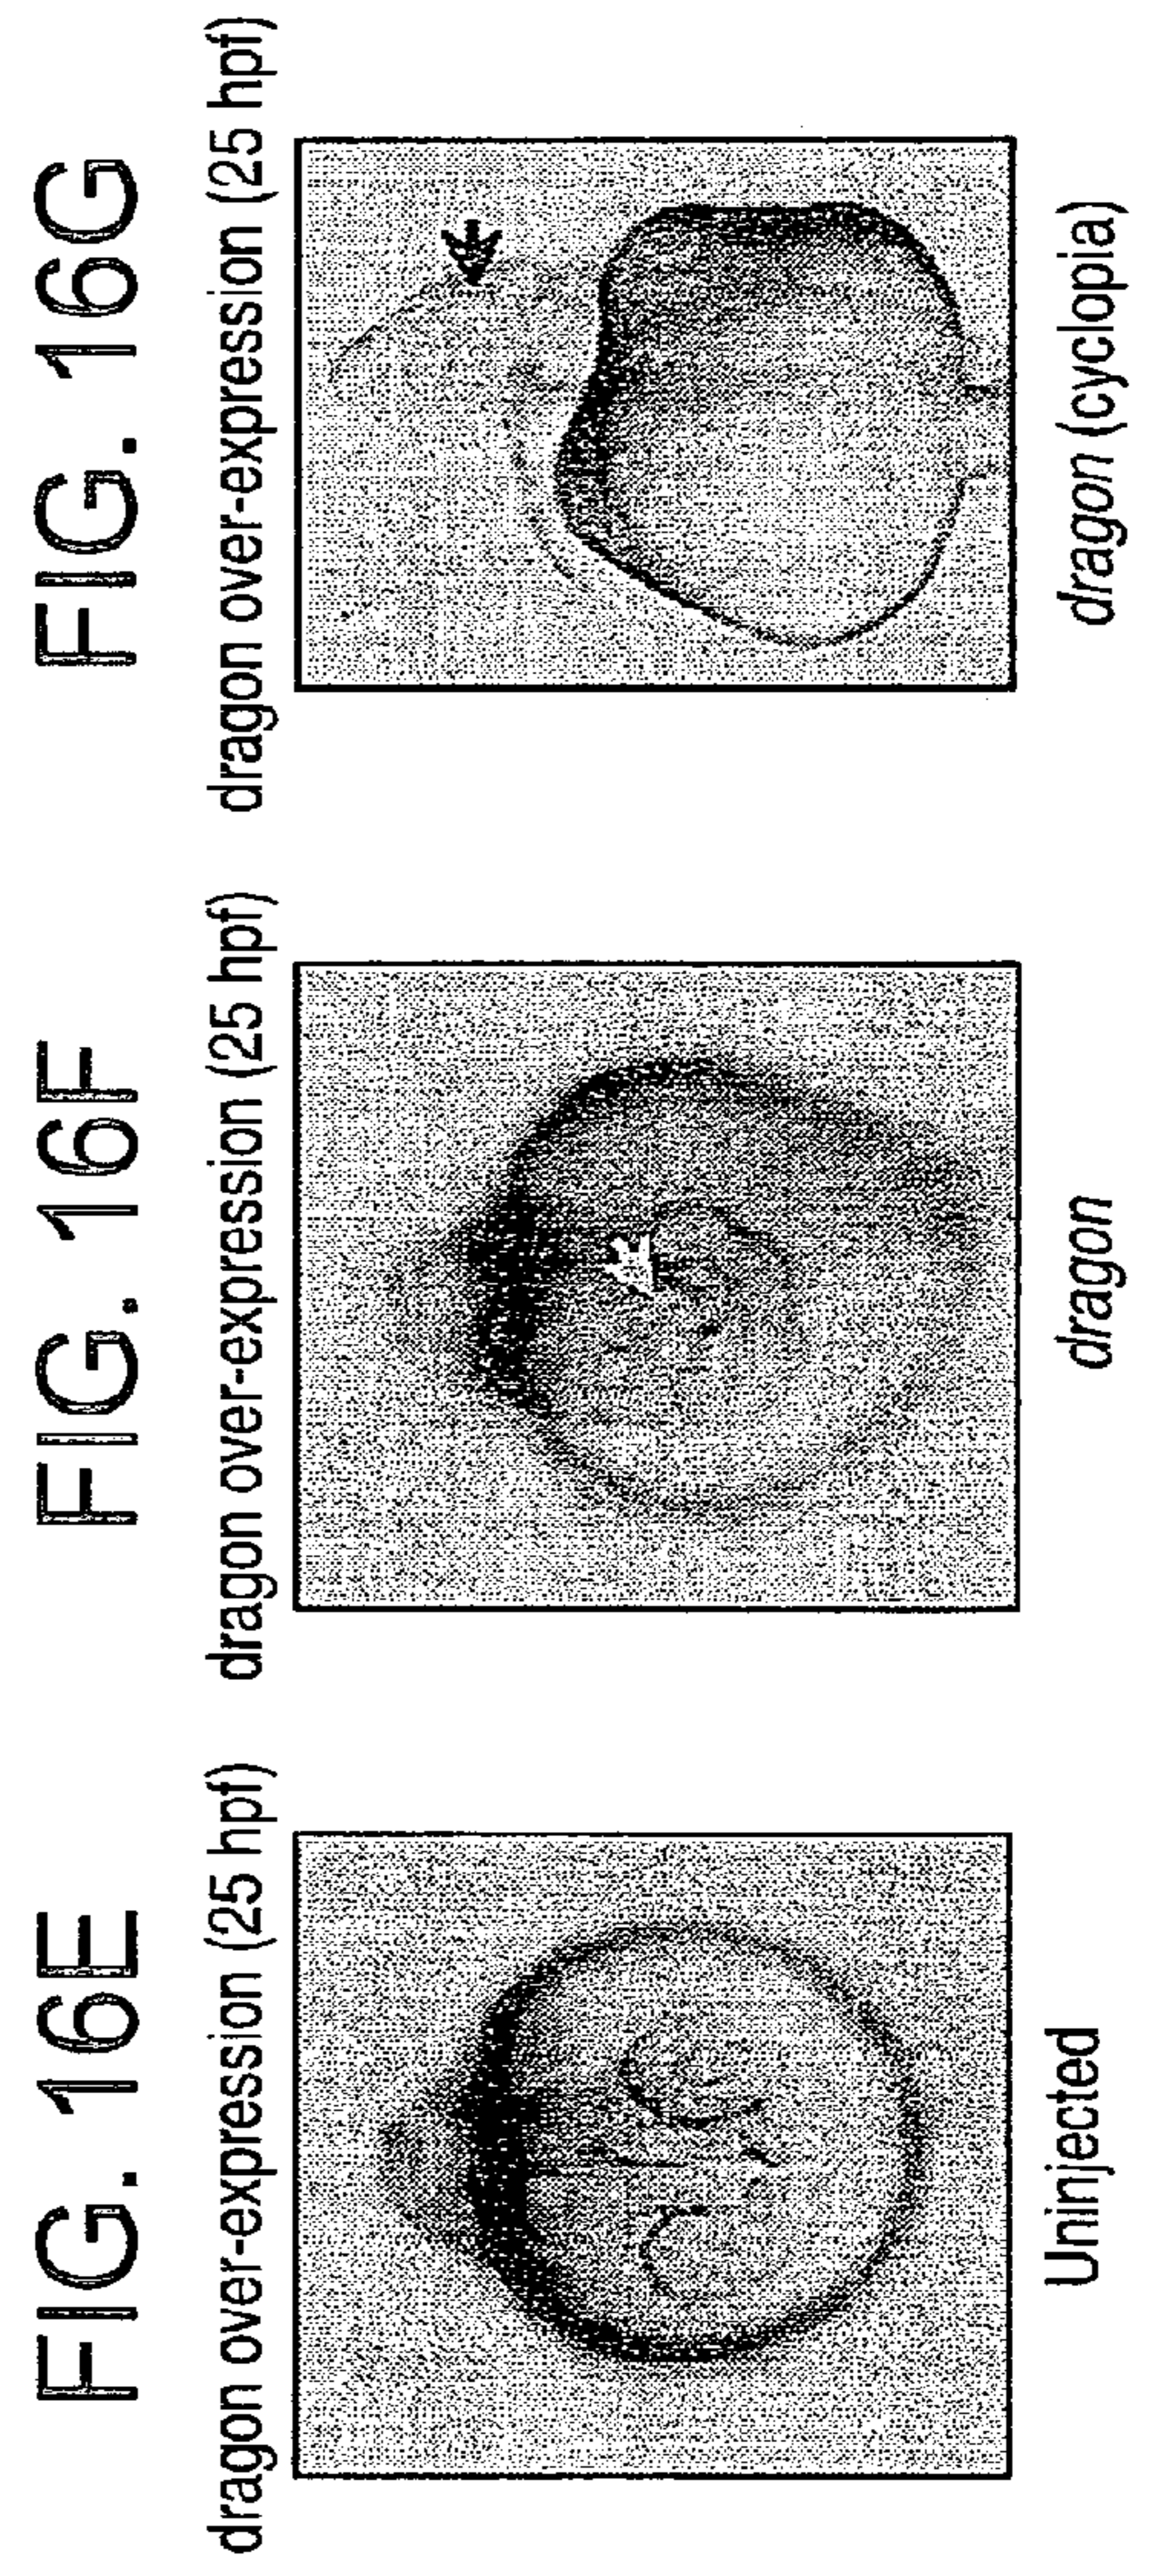 FIG. 16E
dragon over-expression (25 hpf)
Uninjected
FIG. 16F
dragon over-expression (25 hpf)
dragon
FIG. 16G
dragon over-expression (25 hpf)
dragon (cyclopia)